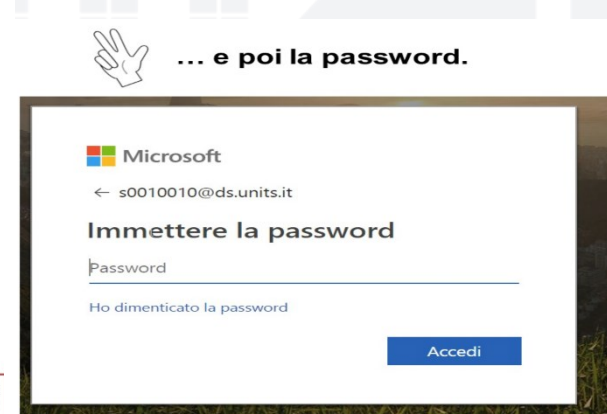 ... e poi la password.
Microsoft
← s0010010@ds.units.it
Immettere la password
Password
Ho dimenticato la password
Accedi